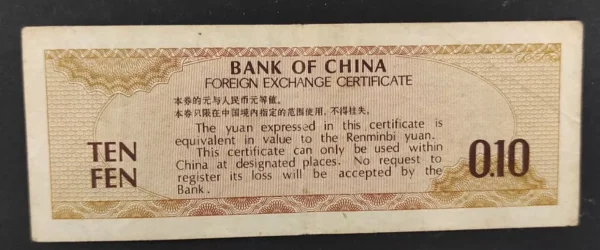 BANK OF CHINA
FOREIGN EXCHANGE CERTIFICATE
本券的元与人民币元等值。
本券只限在中国境内指定的范围使用,不得挂失。
The yuan expressed in this certificate is
equivalent in value to the Renminbi yuan.
This certificate can only be used within
China at designated places. No request to
register its loss will be accepted by the
Bank.
TEN
FEN
0.10